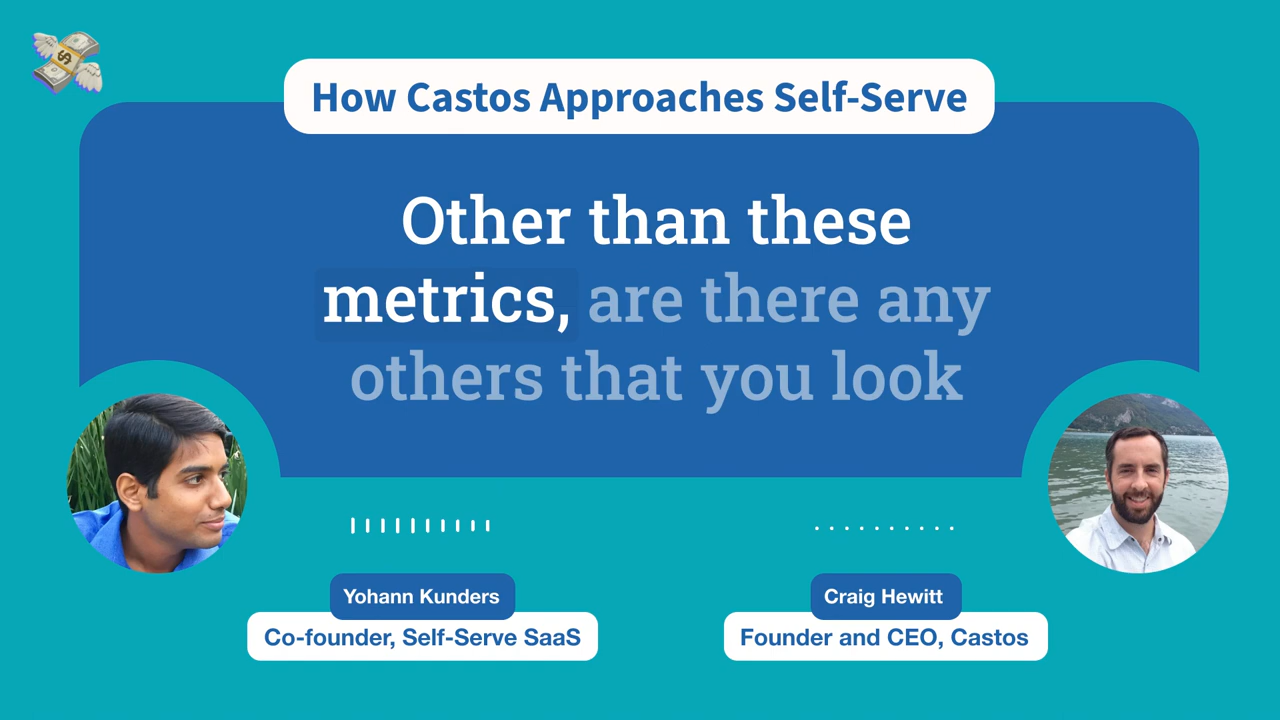 How Castos Approaches Self-Serve
Other than these
metrics, are there any
others that you look
Yohann Kunders
Co-founder, Self-Serve SaaS
Craig Hewitt
Founder and CEO, Castos